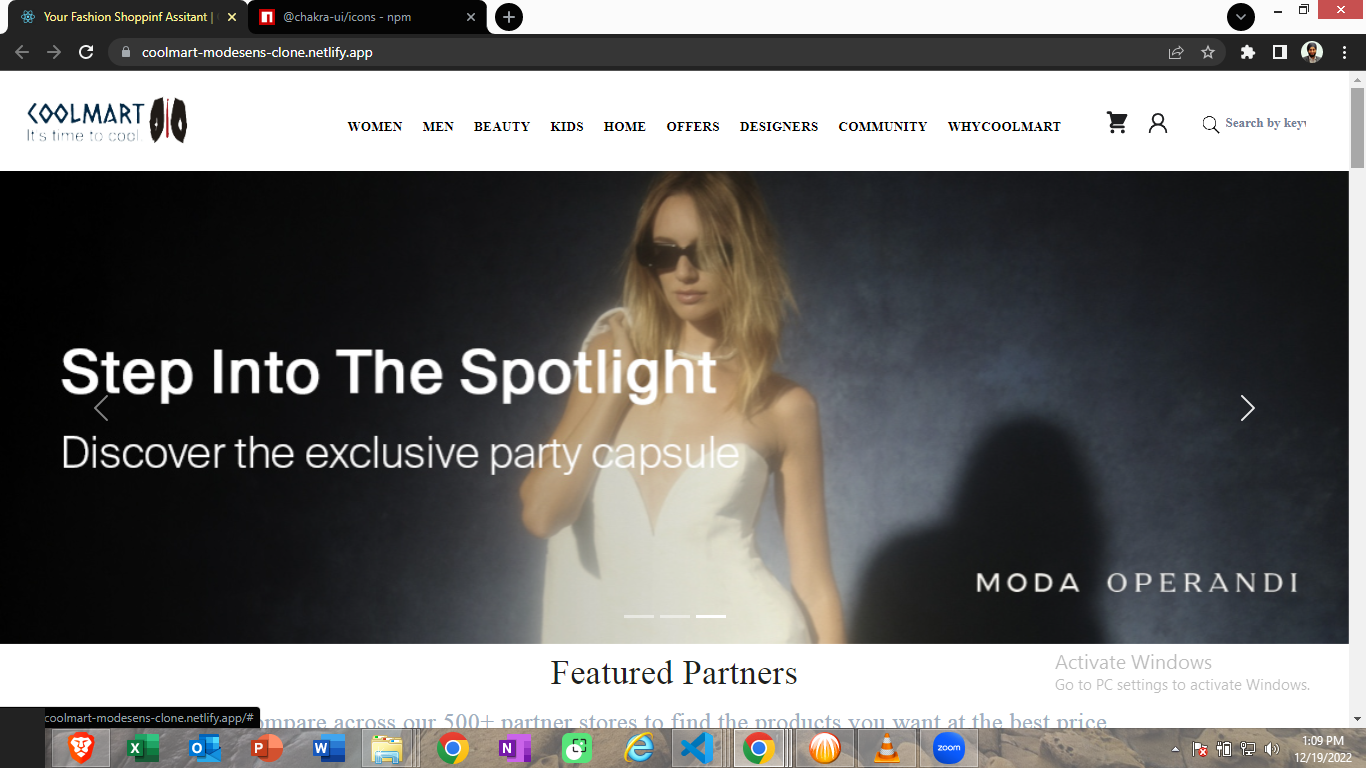 Your Fashion Shoppinf Assitant |
@chakra-ui/icons - npm
coolmart-modesens-clone.netlify.app
COOLMART
It's time to cool.
WOMEN MEN BEAUTY KIDS HOME OFFERS DESIGNERS COMMUNITY WHYCOOLMART
Search by key
Step Into The Spotlight
Discover the exclusive party capsule
MODA OPERANDI
Featured Partners
Activate Windows
Go to PC settings to activate Windows.
across our 500+ partner stores to find the products you want at the best price
coolmart-modesens-clone.netlify.app/#
zoom
1:09 PM
12/19/2022